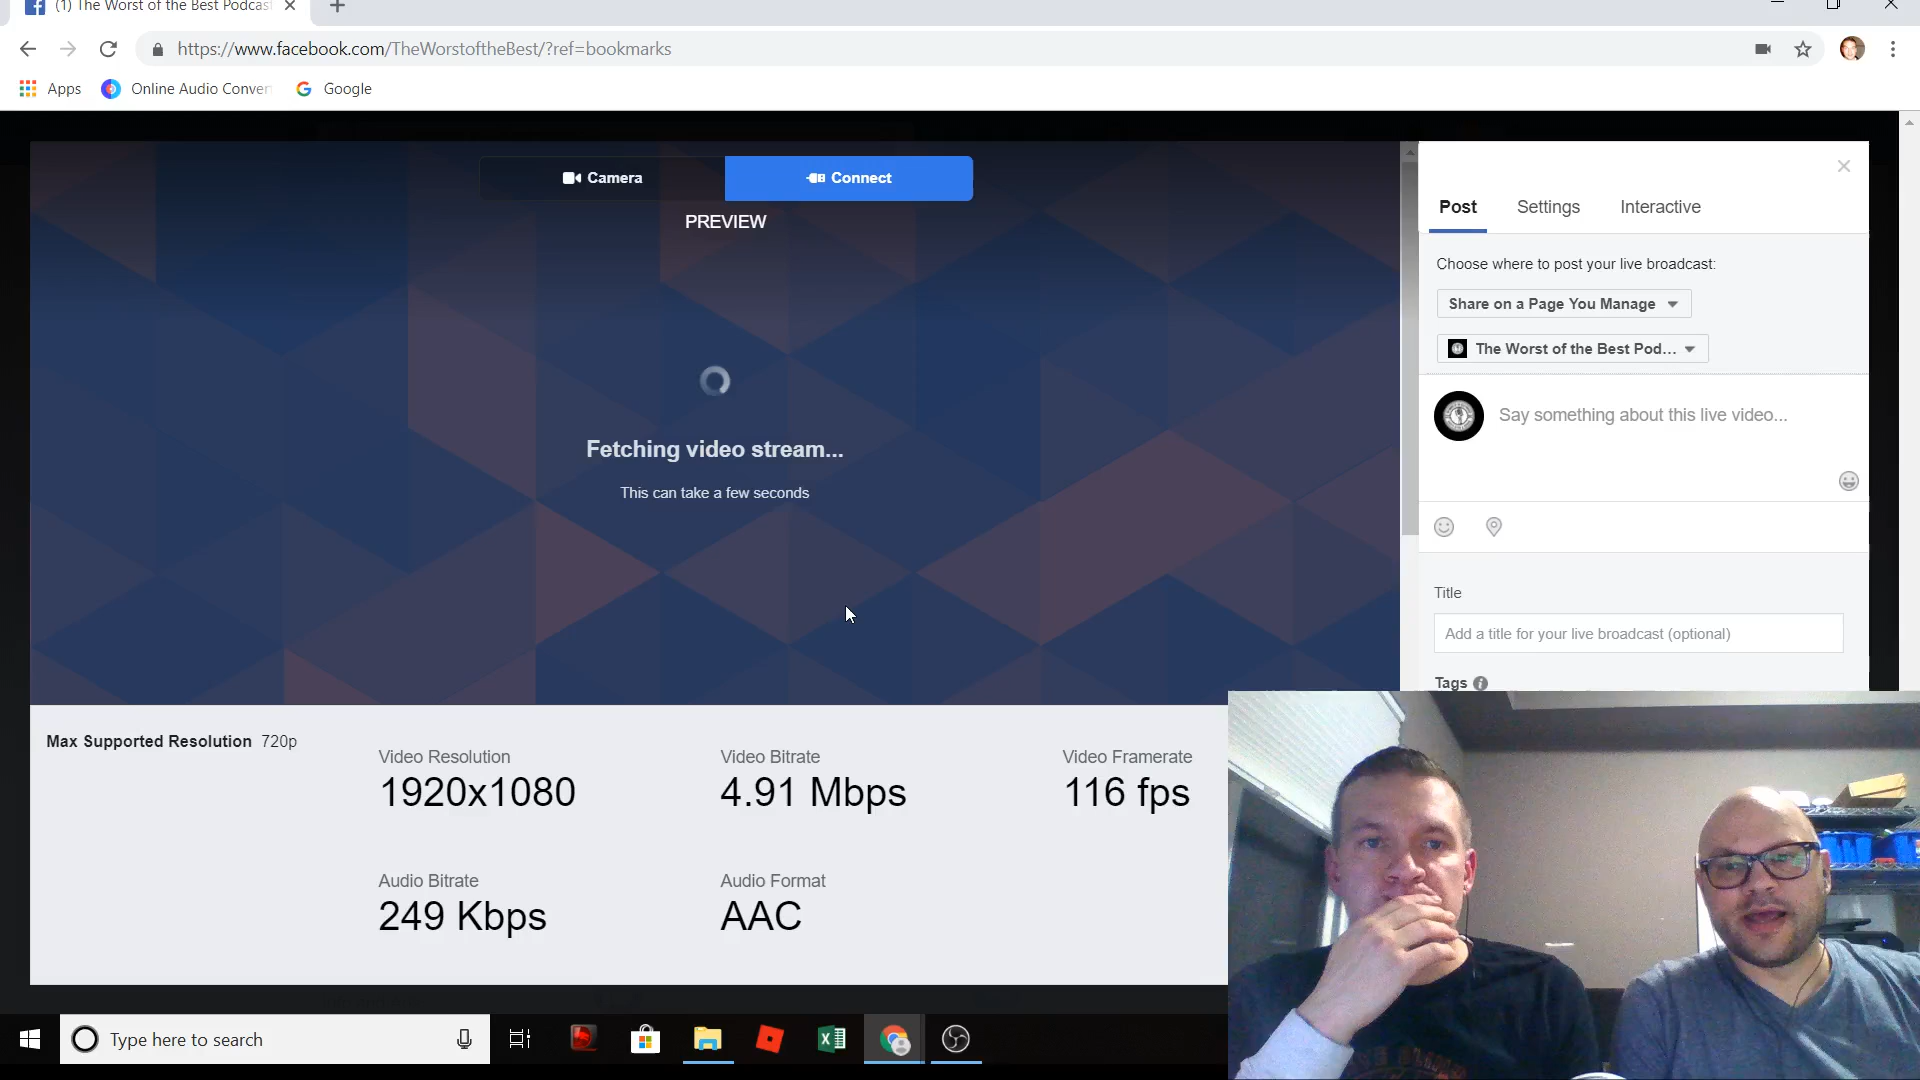 (1) The Worst of the Best Podcas
https://www.facebook.com/TheWorstoftheBest/?ref=bookmarks
Apps
Online Audio Conver
Google
Camera
Connect
PREVIEW
Fetching video stream...
This can take a few seconds
Post
Settings
Interactive
Choose where to post your live broadcast:
Share on a Page You Manage
The Worst of the Best Pod...
Say something about this live video...
Title
Add a title for your live broadcast (optional)
Tags
Max Supported Resolution 720p
Video Resolution
1920x1080
Video Bitrate
4.91 Mbps
Video Framerate
116 fps
Audio Bitrate
249 Kbps
Audio Format
AAC
Type here to search